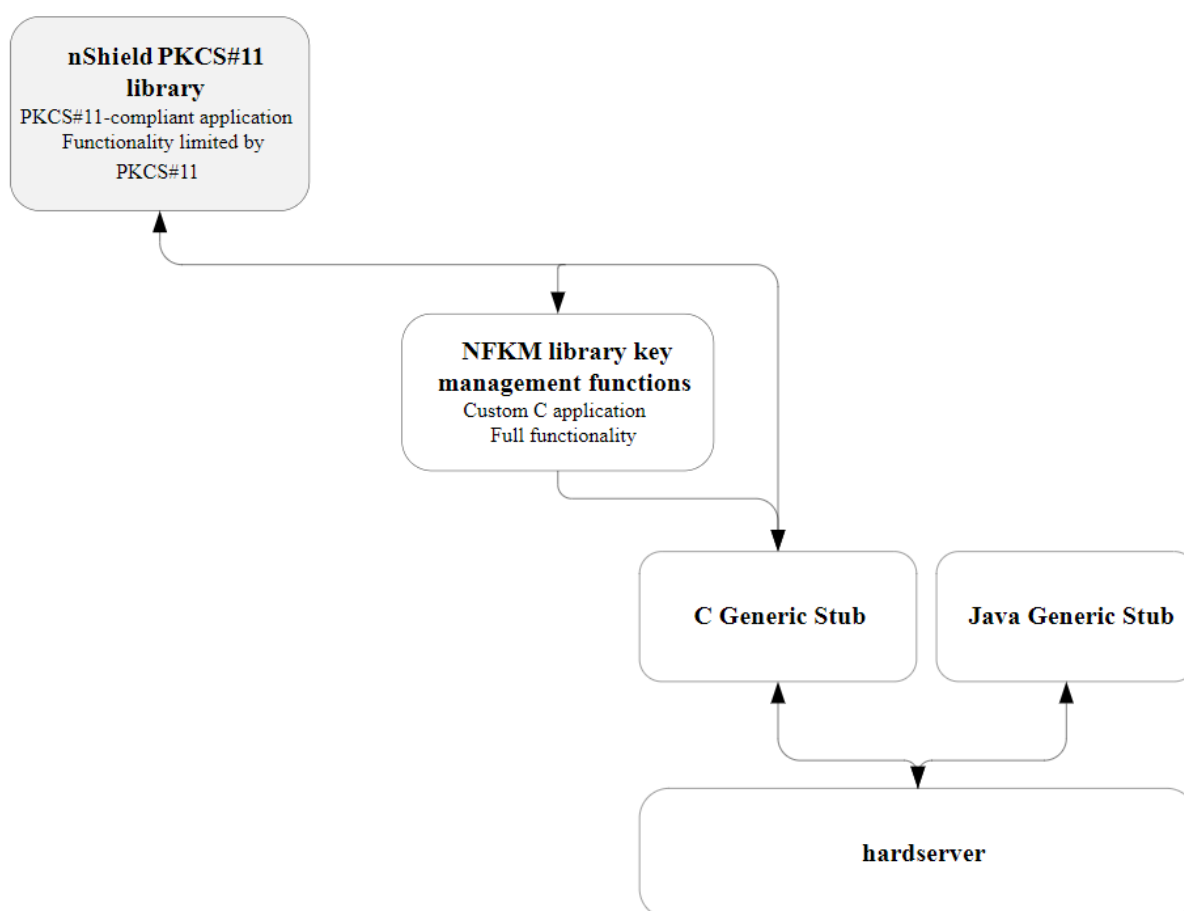 nShield PKCS#11
library
PKCS#11-compliant application
Functionality limited by
PKCS#11
NFKM library key
management functions
Custom C application
Full functionality
C Generic Stub
Java Generic Stub
hardserver